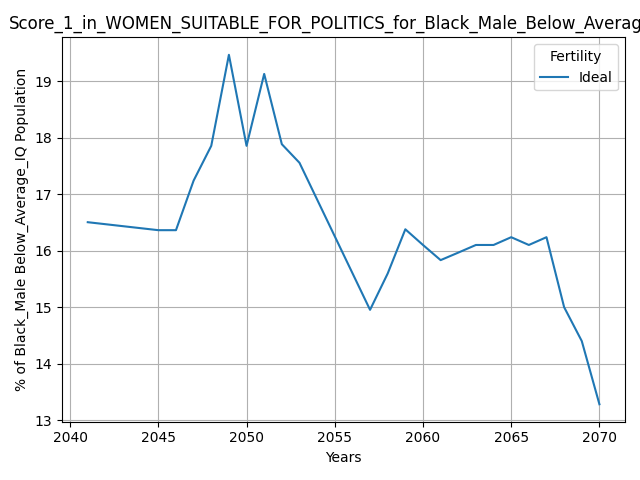 Score_1_in_WOMEN_SUITABLE_FOR_POLITICS_for_Black_Male_Below_Averag
Fertility
Ideal
% of Black_Male Below_Average_IQ Population
19
18
17
16
15
14
13
2040
2045
2050
2055
2060
2065
2070
Years